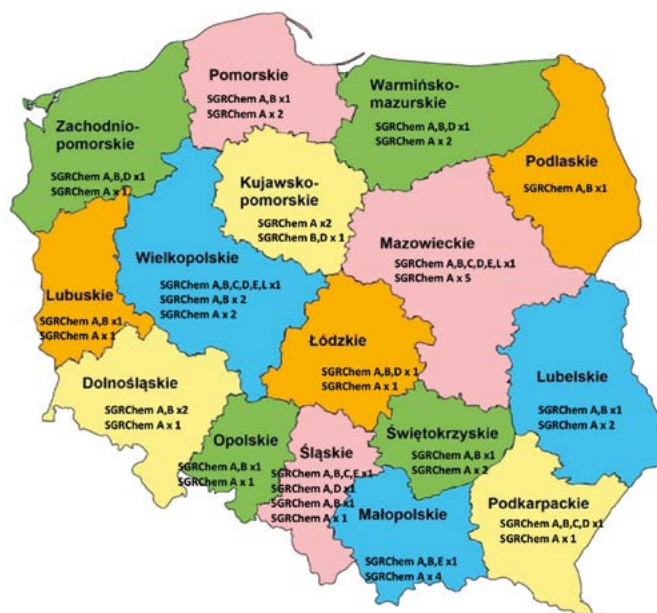 Pomorskie
SGRChem A,B x1
SGRChem A x 2
Warmińsko-
mazurskie
SGRChem A,B,D x1
SGRChem A x 2
Zachodnio-
pomorskie
SGRChem A,B,D x1
SGRChem A x 1
Podlaskie
SGRChem A,B x1
Kujawsko-
pomorskie
SGRChem A x2
SGRChem B,D x 1
Mazowieckie
SGRChem A,B,C,D,E,L x1
SGRChem A x 5
Wielkopolskie
SGRChem A,B,C,D,E,L x1
SGRChem A,B x 2
SGRChem A x 2
Lubuskie
SGRChem A,B x1
SGRChem A x 1
Łódzkie
SGRChem A,B,D x 1
SGRChem A x 1
Lubelskie
SGRChem A,B x1
SGRChem A x 2
Dolnośląskie
SGRChem A,B x2
SGRChem A x 1
Opolskie
SGRChem A,B x1
SGRChem A x 1
Śląskie
SGRChem A,B,C,E x1
SGRChem A,D x1
SGRChem A,B x1
SGRChem A x 1
Świętokrzyskie
SGRChem A,B x1
SGRChem A x 2
Małopolskie
SGRChem A,B,E x1
SGRChem A x 4
Podkarpackie
SGRChem A,B,C,D x1
SGRChem A x 1